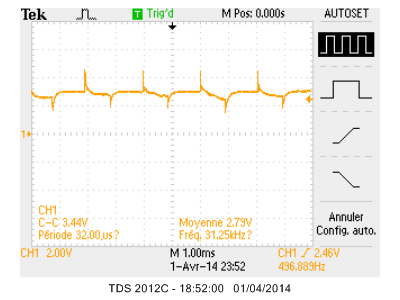 Tek Trig'd M Pos: 0.000s AUTOSET
1
CH1
C-C 3.44V
Période 32.00µs?
Moyenne 2.79V
Fréq. 31.25kHz?
Annuler
Config. auto.
CH1 2.00V M 1.00ms CH1 2.46V
1-Avr-14 23:52 496.889Hz
TDS 2012C - 18:52:00 01/04/2014